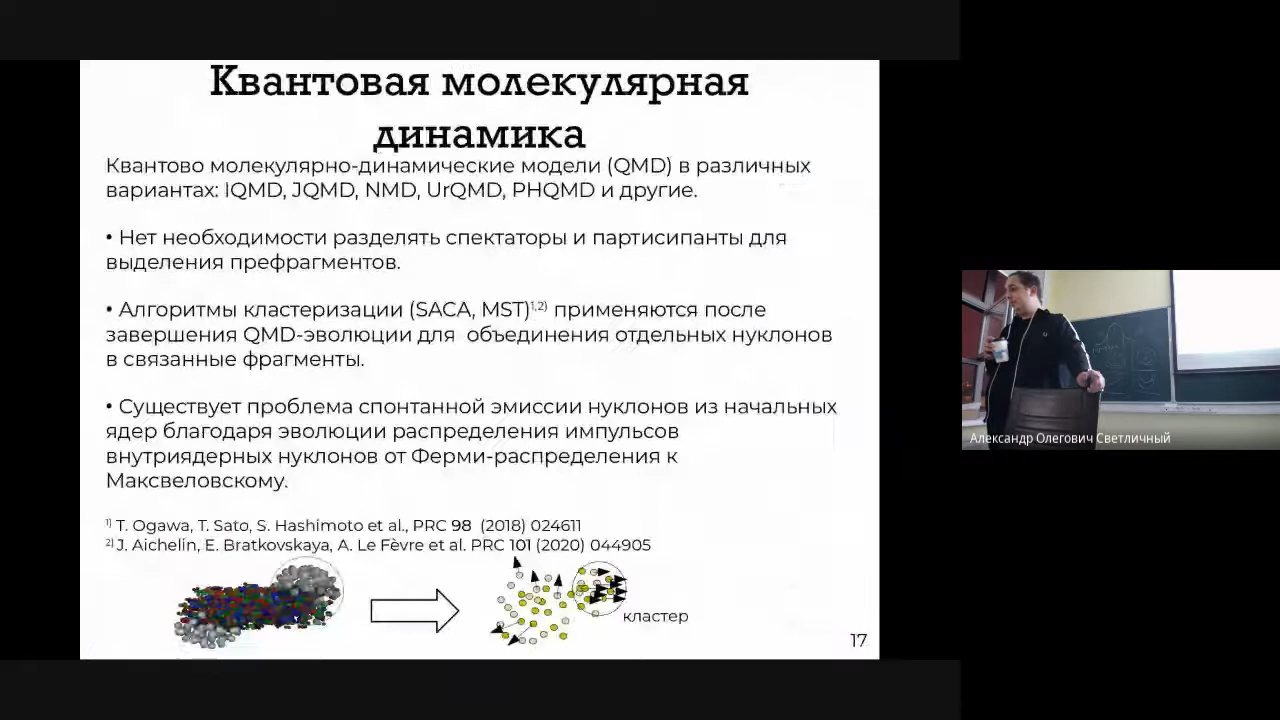 Квантовая молекулярная
динамика
Квантово молекулярно-динамические модели (QMD) в различных
вариантах: IQMD, JQMD, NMD, UrQMD, PHQMD и другие.
• Нет необходимости разделять спектаторы и партисипанты для
выделения префрагментов.
• Алгоритмы кластеризации (SACA, MST)1,2) применяются после
завершения QMD-эволюции для объединения отдельных нуклонов
в связанные фрагменты.
• Существует проблема спонтанной эмиссии нуклонов из начальных
ядер благодаря эволюции распределения импульсов
внутриядерных нуклонов от Ферми-распределения к
Максвеловскому.
1) T. Ogawa, T. Sato, S. Hashimoto et al., PRC 98 (2018) 024611
2) J. Aichelin, E. Bratkovskaya, A. Le Fèvre et al. PRC 101 (2020) 044905
кластер
17
Александр Олегович Светличный